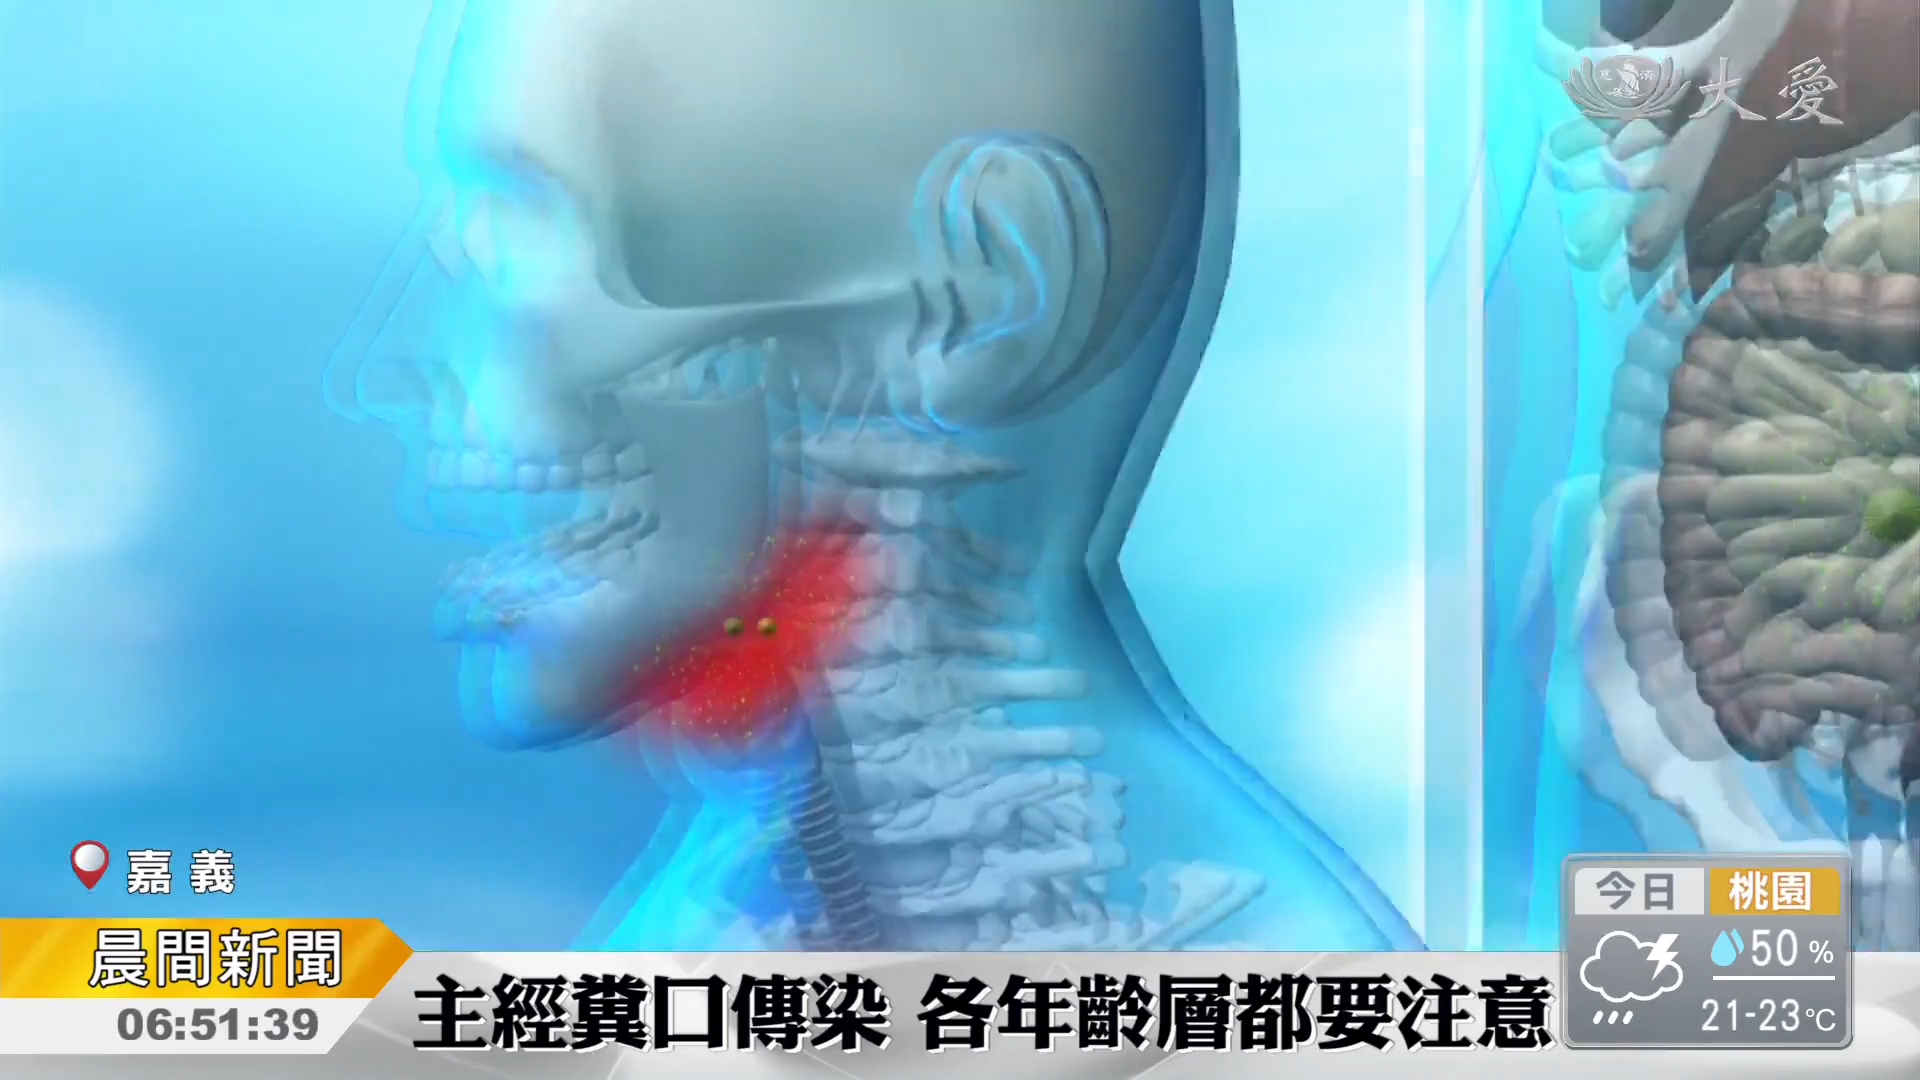 大愛
嘉義
晨間新聞
06:51:39
主經糞口傳染 各年齡層都要注意
今日 桃園
50 %
21-23°C